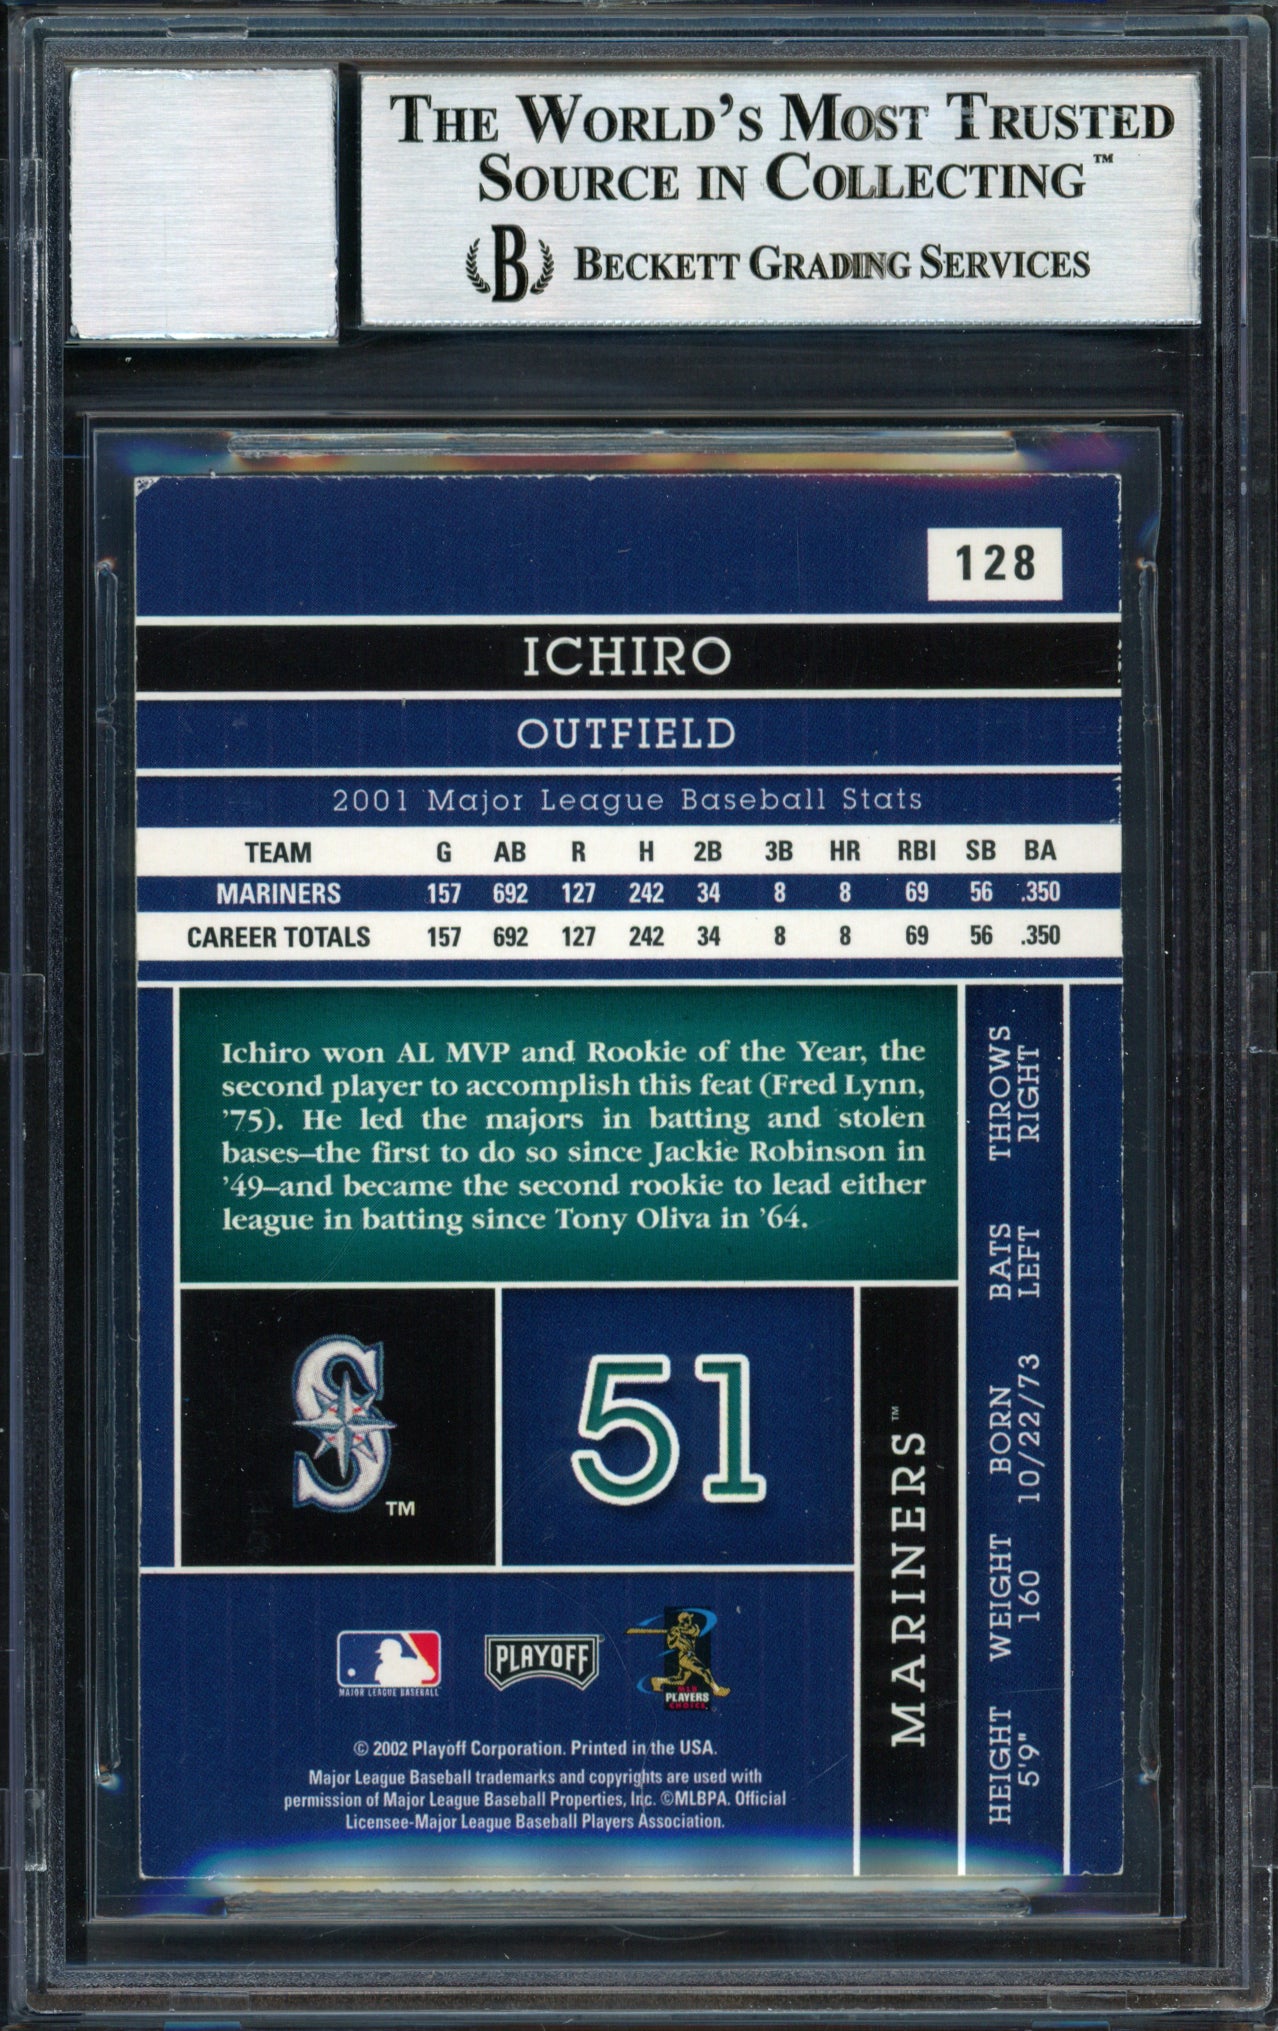 THE WORLD'S MOST TRUSTED
SOURCE IN COLLECTING™
B BECKETT GRADING SERVICES
128
ICHIRO
OUTFIELD
2001 Major League Baseball Stats
TEAM G AB R H 2B 3B HR RBI SB BA
MARINERS 157 692 127 242 34 8 8 69 56 .350
CAREER TOTALS 157 692 127 242 34 8 8 69 56 .350
Ichiro won AL MVP and Rookie of the Year, the
second player to accomplish this feat (Fred Lynn,
'75). He led the majors in batting and stolen
bases–the first to do so since Jackie Robinson in
'49–and became the second rookie to lead either
league in batting since Tony Oliva in '64.
HEIGHT WEIGHT BORN BATS THROWS
5'9" 160 10/22/73 LEFT RIGHT
S TM
51
MARINERS™
MAJOR LEAGUE BASEBALL
PLAYOFF
MLB
PLAYERS
CHOICE
© 2002 Playoff Corporation. Printed in the USA.
Major League Baseball trademarks and copyrights are used with
permission of Major League Baseball Properties, Inc. ©MLBPA. Official
Licensee-Major League Baseball Players Association.